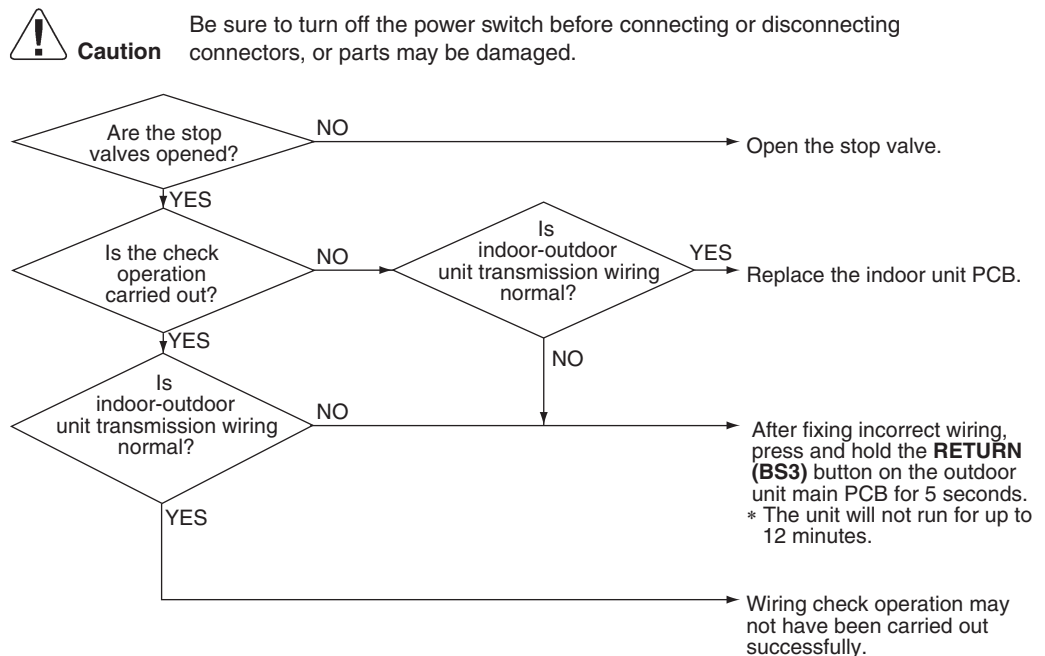 Be sure to turn off the power switch before connecting or disconnecting
Caution connectors, or parts may be damaged.
Are the stop
valves opened?
NO
Open the stop valve.
YES
Is the check
operation
carried out?
NO
Is
indoor-outdoor
unit transmission wiring
normal?
YES
Replace the indoor unit PCB.
YES
NO
Is
indoor-outdoor
unit transmission wiring
normal?
NO
After fixing incorrect wiring,
press and hold the RETURN
(BS3) button on the outdoor
unit main PCB for 5 seconds.
* The unit will not run for up to
12 minutes.
YES
Wiring check operation may
not have been carried out
successfully.